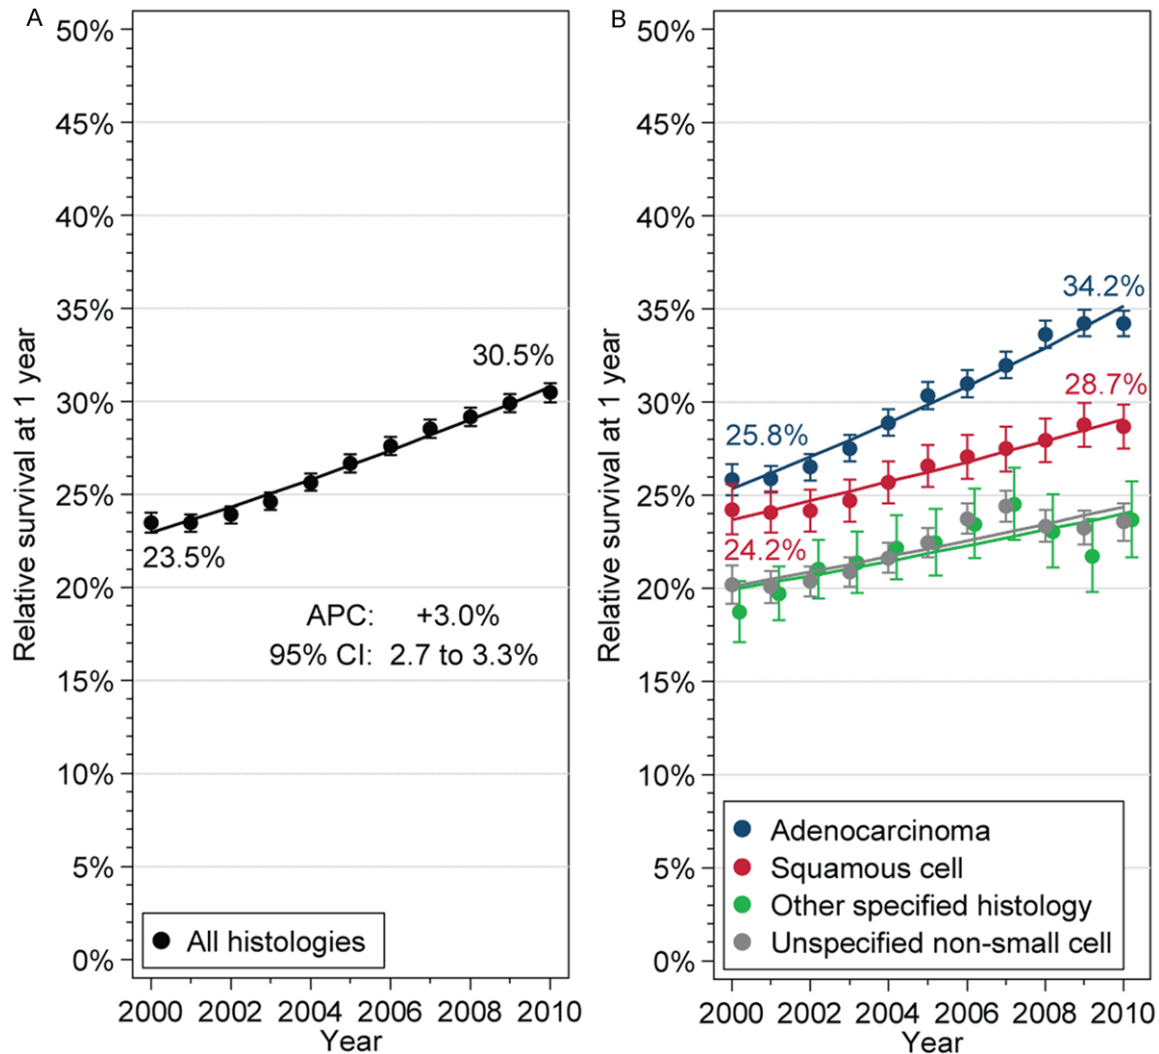 A
50%
45%
40%
35%
30%
25%
20%
15%
10%
5%
0%
Relative survival at 1 year
30.5%
23.5%
APC: +3.0%
95% CI: 2.7 to 3.3%
All histologies
2000 2002 2004 2006 2008 2010
Year
B
50%
45%
40%
35%
30%
25%
20%
15%
10%
5%
0%
Relative survival at 1 year
34.2%
28.7%
25.8%
24.2%
Adenocarcinoma
Squamous cell
Other specified histology
Unspecified non-small cell
2000 2002 2004 2006 2008 2010
Year